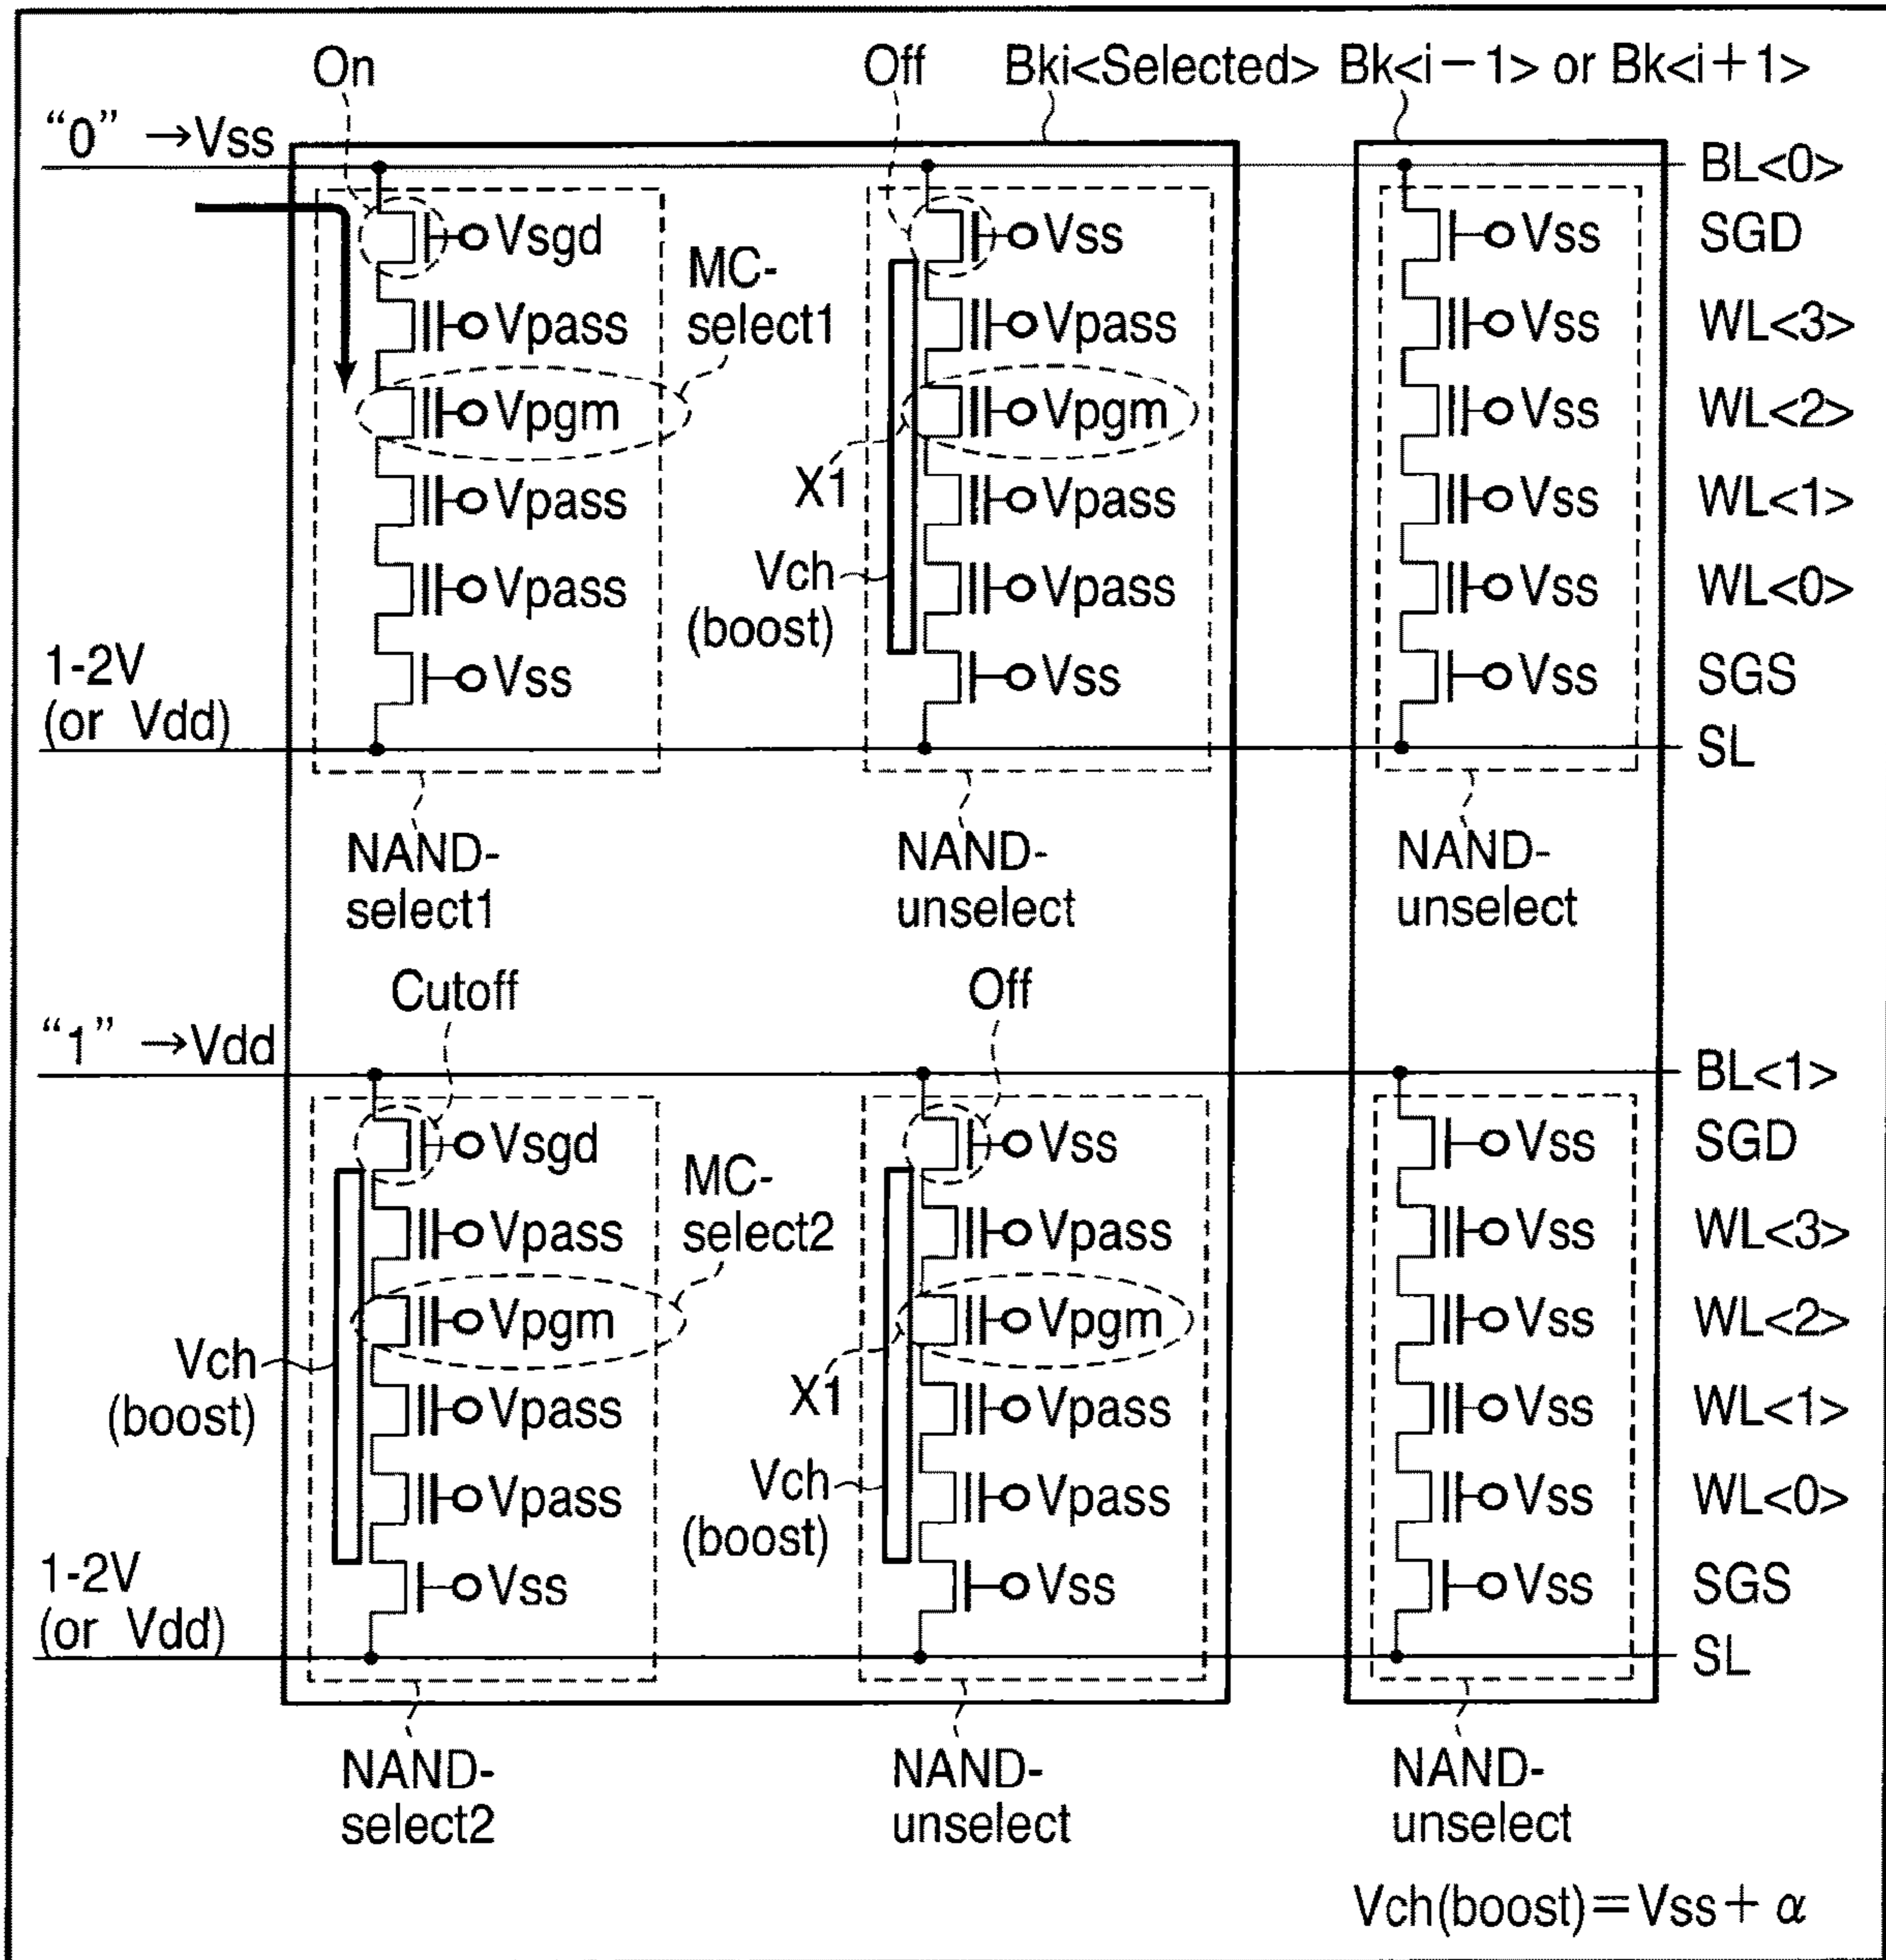 On
Off
Bki<Selected> Bk<i−1> or Bk<i+1>
“0” →Vss
BL<0>
Vsgd
Vss
Vss
SGD
MC-
select1
Vpass
Vpass
Vss
WL<3>
Vpgm
Vpgm
Vss
WL<2>
X1
Vpass
Vpass
Vss
WL<1>
Vch
(boost)
Vpass
Vpass
Vss
WL<0>
1-2V
(or Vdd)
Vss
Vss
Vss
SGS
SL
NAND-
select1
NAND-
unselect
NAND-
unselect
Cutoff
Off
“1” →Vdd
BL<1>
Vsgd
Vss
Vss
SGD
MC-
select2
Vpass
Vpass
Vss
WL<3>
Vpgm
Vpgm
Vss
WL<2>
Vch
(boost)
X1
Vpass
Vpass
Vss
WL<1>
Vch
(boost)
Vpass
Vpass
Vss
WL<0>
1-2V
(or Vdd)
Vss
Vss
Vss
SGS
SL
NAND-
select2
NAND-
unselect
NAND-
unselect
Vch(boost)=Vss+ α